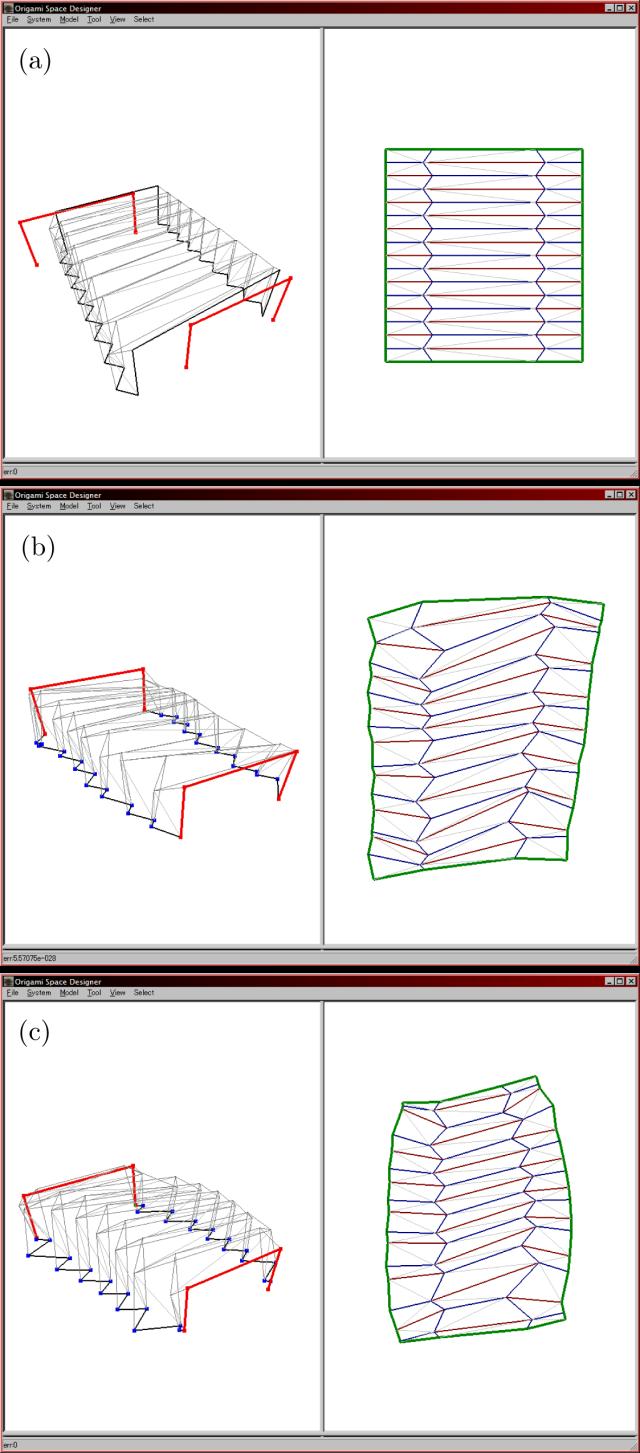 Origami Space Designer
File System Model Tool View Select
(a)
err:0
Origami Space Designer
File System Model Tool View Select
(b)
err:5.57075e-028
Origami Space Designer
File System Model Tool View Select
(c)
err:0